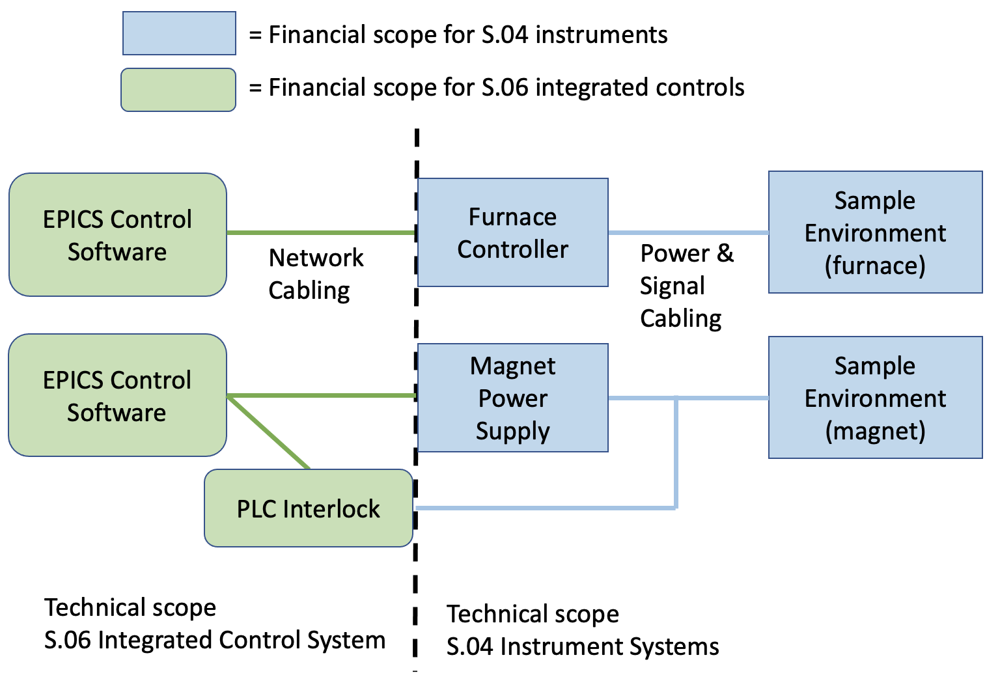 = Financial scope for S.04 instruments
= Financial scope for S.06 integrated controls
EPICS Control
Software
Network
Cabling
Furnace
Controller
Power &
Signal
Cabling
Sample
Environment
(furnace)
EPICS Control
Software
Magnet
Power
Supply
Sample
Environment
(magnet)
PLC Interlock
Technical scope
S.06 Integrated Control System
Technical scope
S.04 Instrument Systems